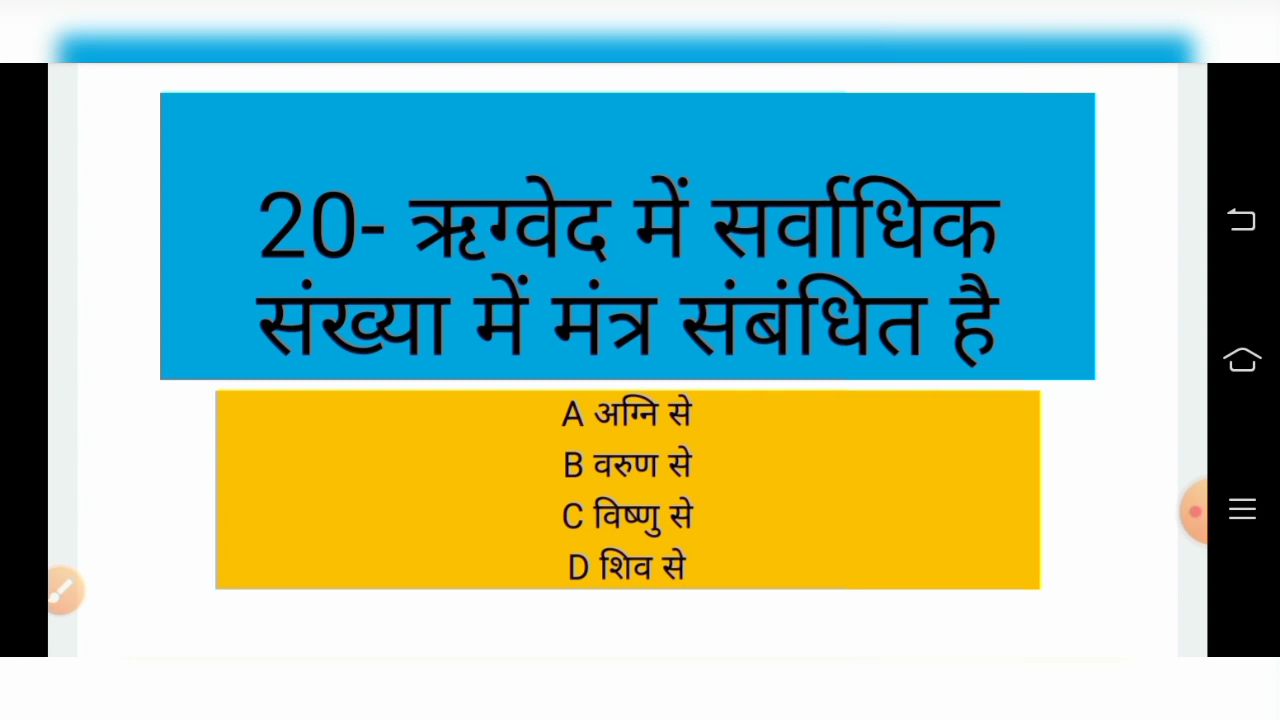 20- ऋग्वेद में सर्वाधिक
संख्या में मंत्र संबंधित है
A अग्नि से
B वरुण से
C विष्णु से
D शिव से